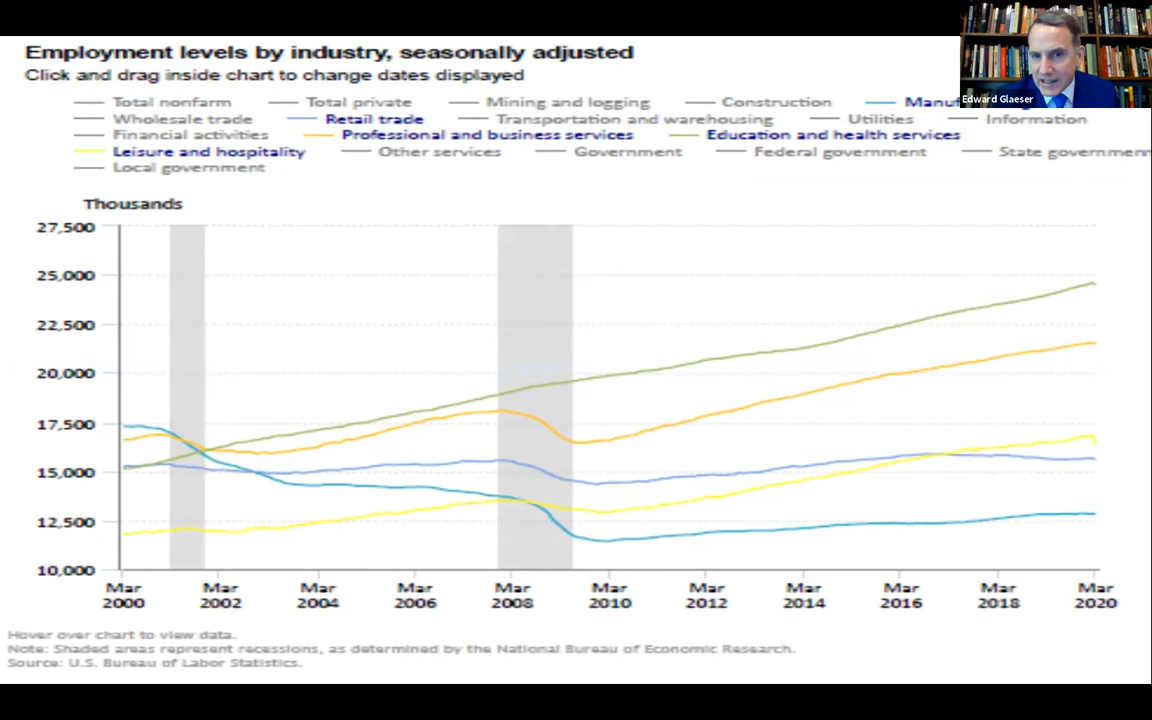 Employment levels by industry, seasonally adjusted
Click and drag inside chart to change dates displayed
Edward Glaeser
Total nonfarm Total private Mining and logging Construction Manuf
Wholesale trade Retail trade Transportation and warehousing Utilities Information
Financial activities Professional and business services Education and health services
Leisure and hospitality Other services Government Federal government State governmen
Local government
Thousands
27,500
25,000
22,500
20,000
17,500
15,000
12,500
10,000
Mar Mar Mar Mar Mar Mar Mar Mar Mar Mar Mar
2000 2002 2004 2006 2008 2010 2012 2014 2016 2018 2020
Hover over chart to view data.
Note: Shaded areas represent recessions, as determined by the National Bureau of Economic Research.
Source: U.S. Bureau of Labor Statistics.